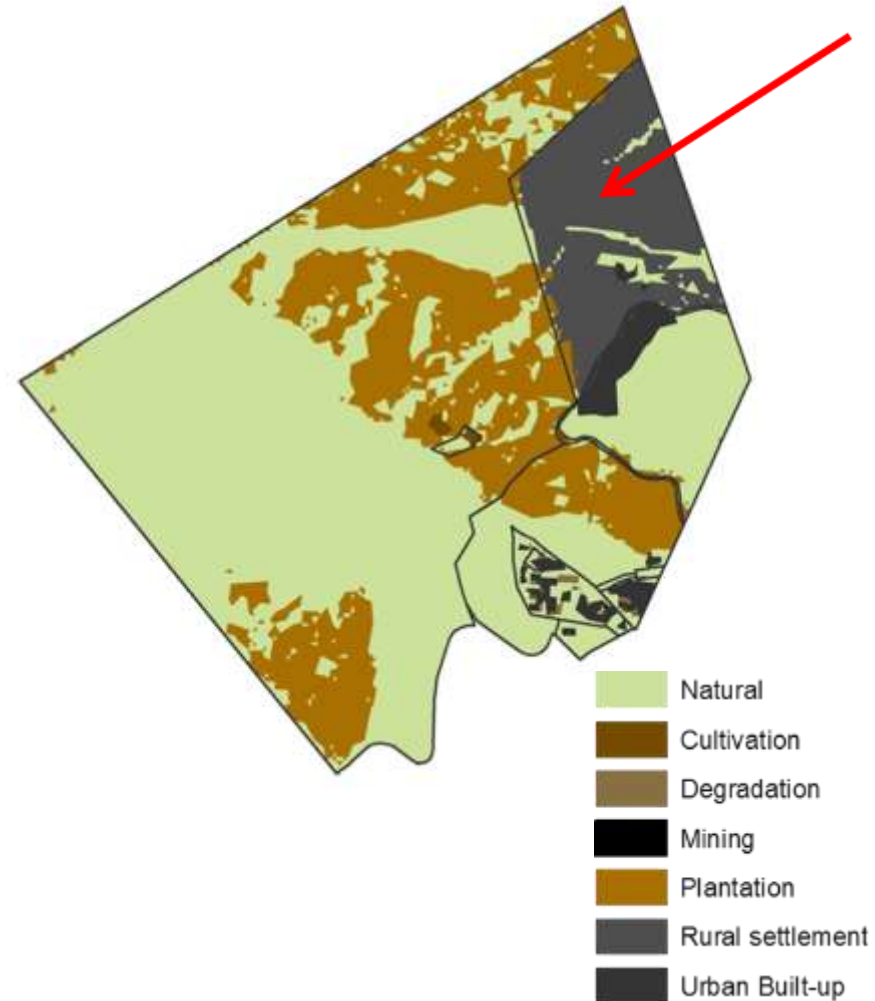 Natural
Cultivation
Degradation
Mining
Plantation
Rural settlement
Urban Built-up